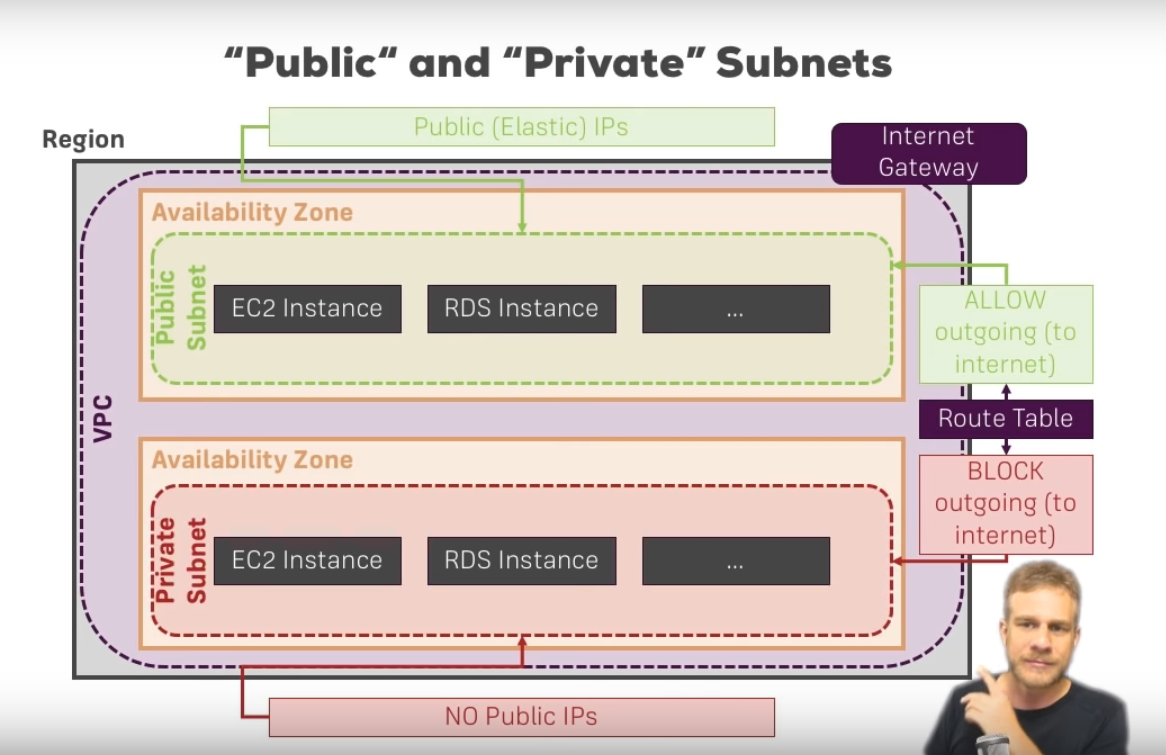 “Public“ and “Private” Subnets
Public (Elastic) IPs
Region
Internet
Gateway
Availability Zone
Public
Subnet
EC2 Instance
RDS Instance
...
ALLOW
outgoing (to
internet)
VPC
Route Table
Availability Zone
Private
Subnet
EC2 Instance
RDS Instance
...
BLOCK
outgoing (to
internet)
NO Public IPs